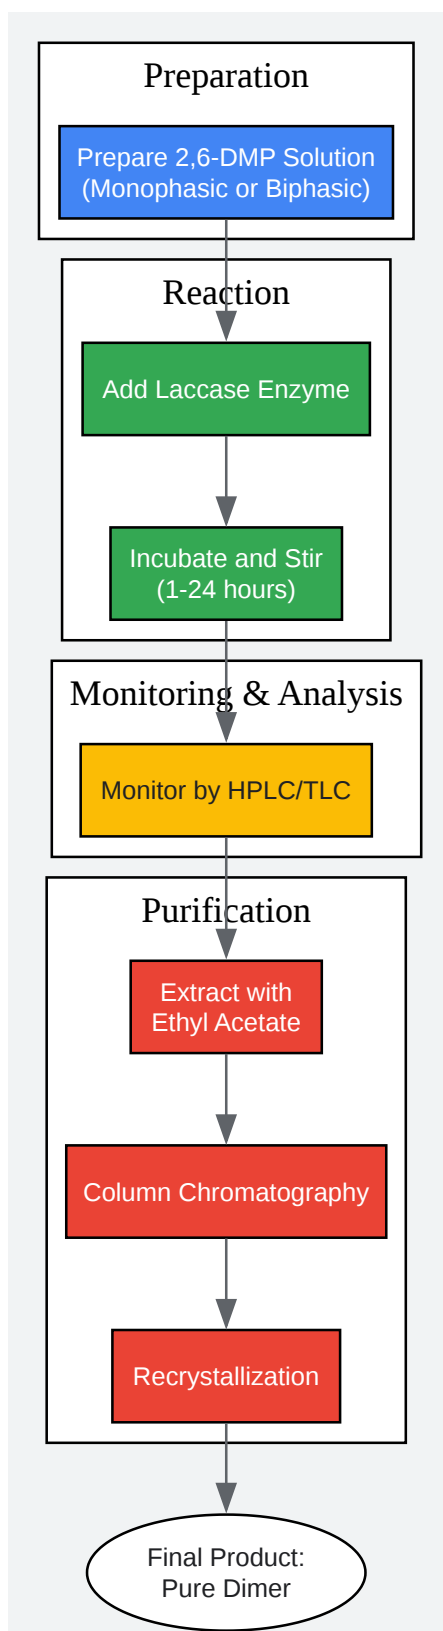 Preparation
Prepare 2,6-DMP Solution
(Monophasic or Biphasic)
Reaction
Add Laccase Enzyme
Incubate and Stir
(1-24 hours)
Monitoring & Analysis
Monitor by HPLC/TLC
Purification
Extract with
Ethyl Acetate
Column Chromatography
Recrystallization
Final Product:
Pure Dimer